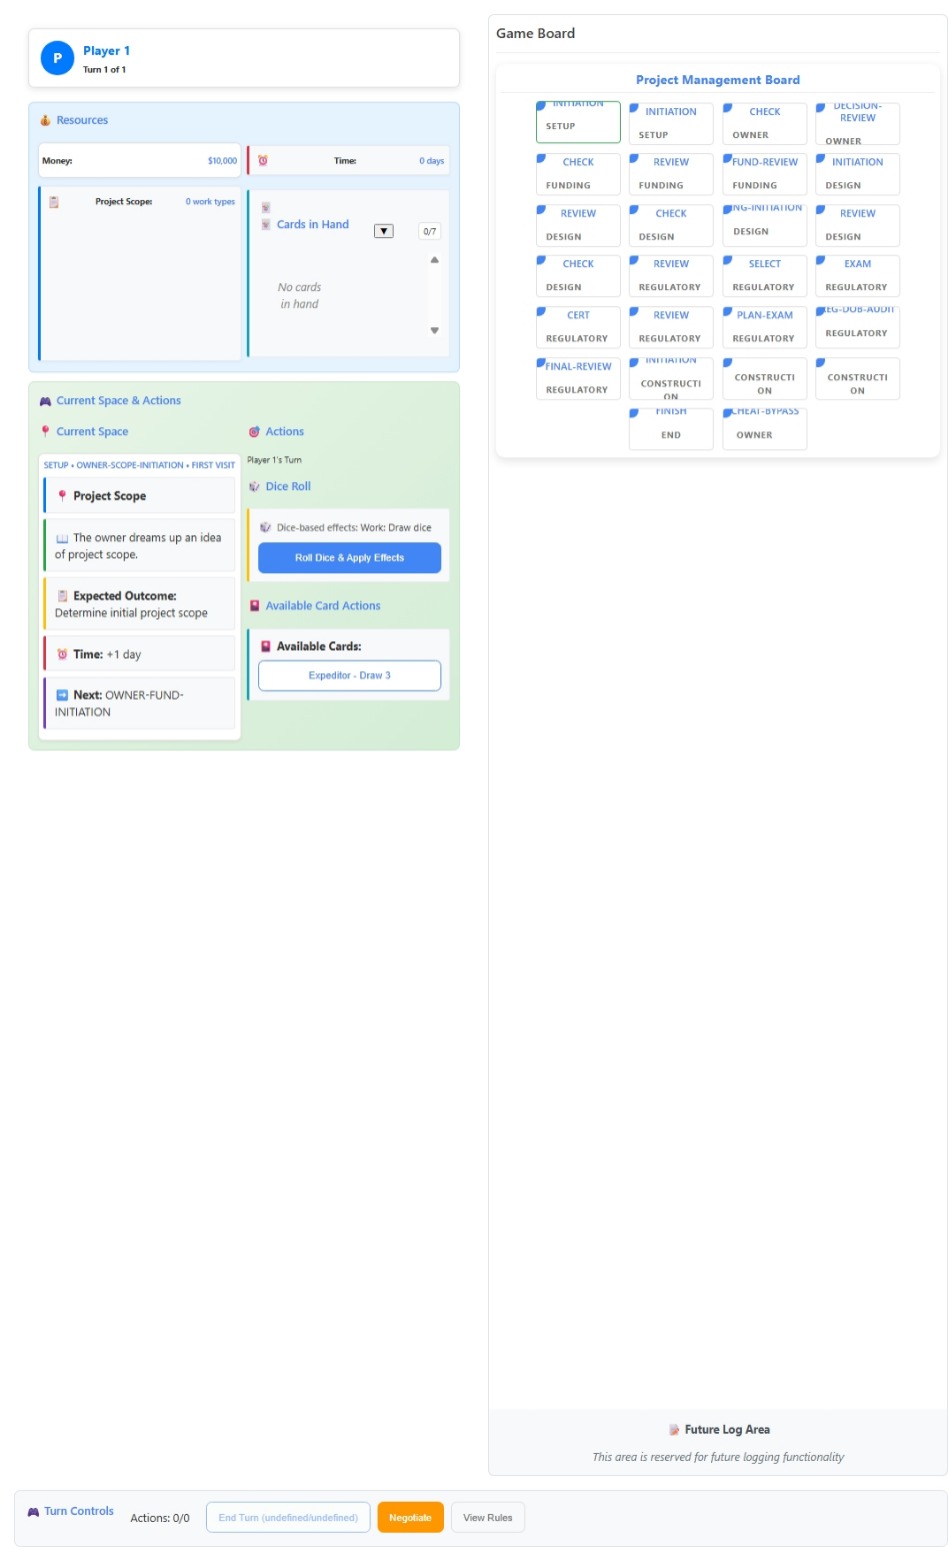 P
Player 1
Turn 1 of 1
Resources
Money: $10,000
Time: 0 days
Project Scope: 0 work types
Cards in Hand
▼
0/7
No cards
in hand
Current Space & Actions
Current Space
SETUP • OWNER-SCOPE-INITIATION • FIRST VISIT
Project Scope
The owner dreams up an idea
of project scope.
Expected Outcome:
Determine initial project scope
Time: +1 day
Next: OWNER-FUND-
INITIATION
Actions
Player 1's Turn
Dice Roll
Dice-based effects: Work: Draw dice
Roll Dice & Apply Effects
Available Card Actions
Available Cards:
Expeditor - Draw 3
Game Board
Project Management Board
INITIATION
SETUP
INITIATION
SETUP
CHECK
OWNER
DECISION-
REVIEW
OWNER
CHECK
FUNDING
REVIEW
FUNDING
FUND-REVIEW
FUNDING
INITIATION
DESIGN
REVIEW
DESIGN
CHECK
DESIGN
NG-INITIATION
DESIGN
REVIEW
DESIGN
CHECK
DESIGN
REVIEW
REGULATORY
SELECT
REGULATORY
EXAM
REGULATORY
CERT
REGULATORY
REVIEW
REGULATORY
PLAN-EXAM
REGULATORY
EG-DOB-AUDIT
REGULATORY
FINAL-REVIEW
REGULATORY
INITIATION
CONSTRUCTI
ON
CONSTRUCTI
ON
CONSTRUCTI
ON
FINISH
END
CHEAT-BYPASS
OWNER
Future Log Area
This area is reserved for future logging functionality
Turn Controls
Actions: 0/0
End Turn (undefined/undefined)
Negotiate
View Rules